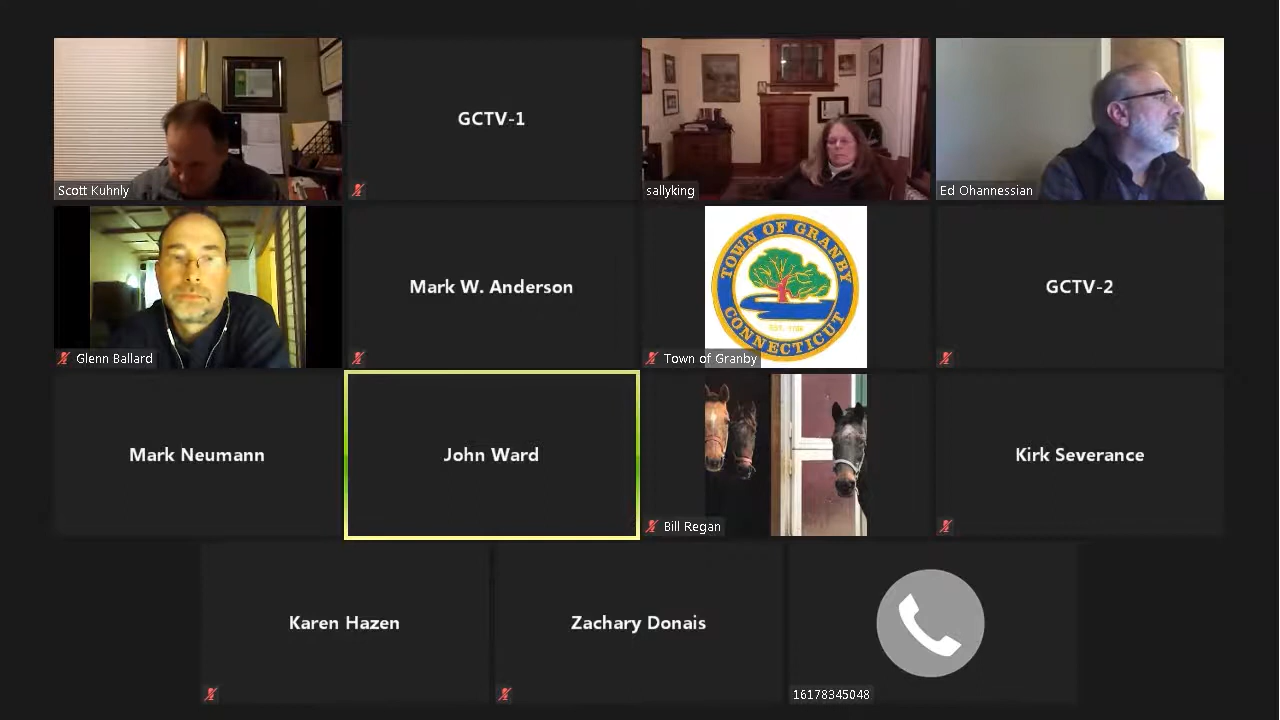 Scott Kuhnly
GCTV-1
sallyking
Ed Ohannessian
Glenn Ballard
Mark W. Anderson
TOWN OF GRANBY
CONNECTICUT
Town of Granby
GCTV-2
Mark Neumann
John Ward
Bill Regan
Kirk Severance
Karen Hazen
Zachary Donais
16178345048